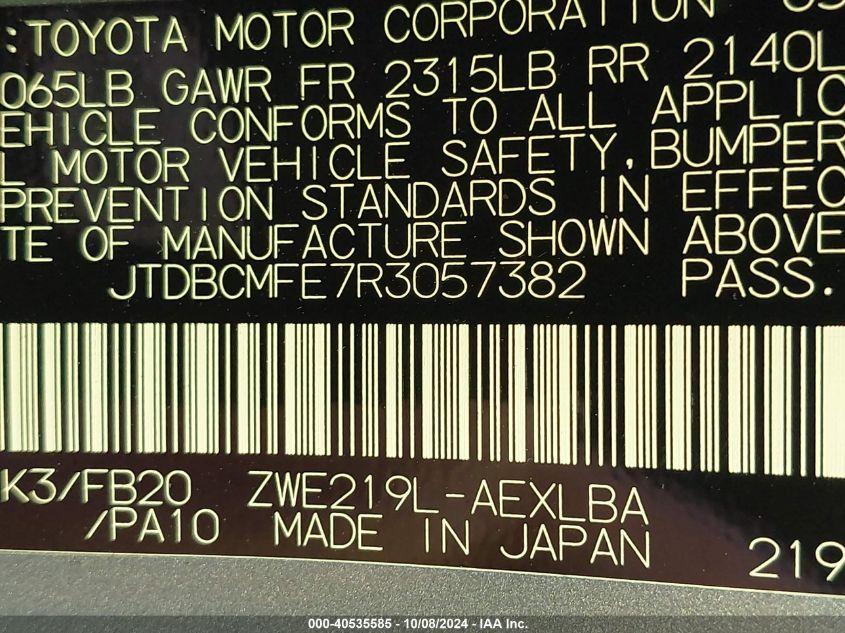 :TOYOTA MOTOR CORPORATION
065LB GAWR FR 2315LB RR 2140L
EHICLE CONFORMS TO ALL APPLIC
L MOTOR VEHICLE SAFETY, BUMPER
PREVENTION STANDARDS IN EFFEC
TE OF MANUFACTURE SHOWN ABOVE
JTDBCMFE7R3057382 PASS.
K3/FB20 ZWE219L-AEXLBA
/PA10 MADE IN JAPAN 219
000-40535585 - 10/08/2024 - IAA Inc.